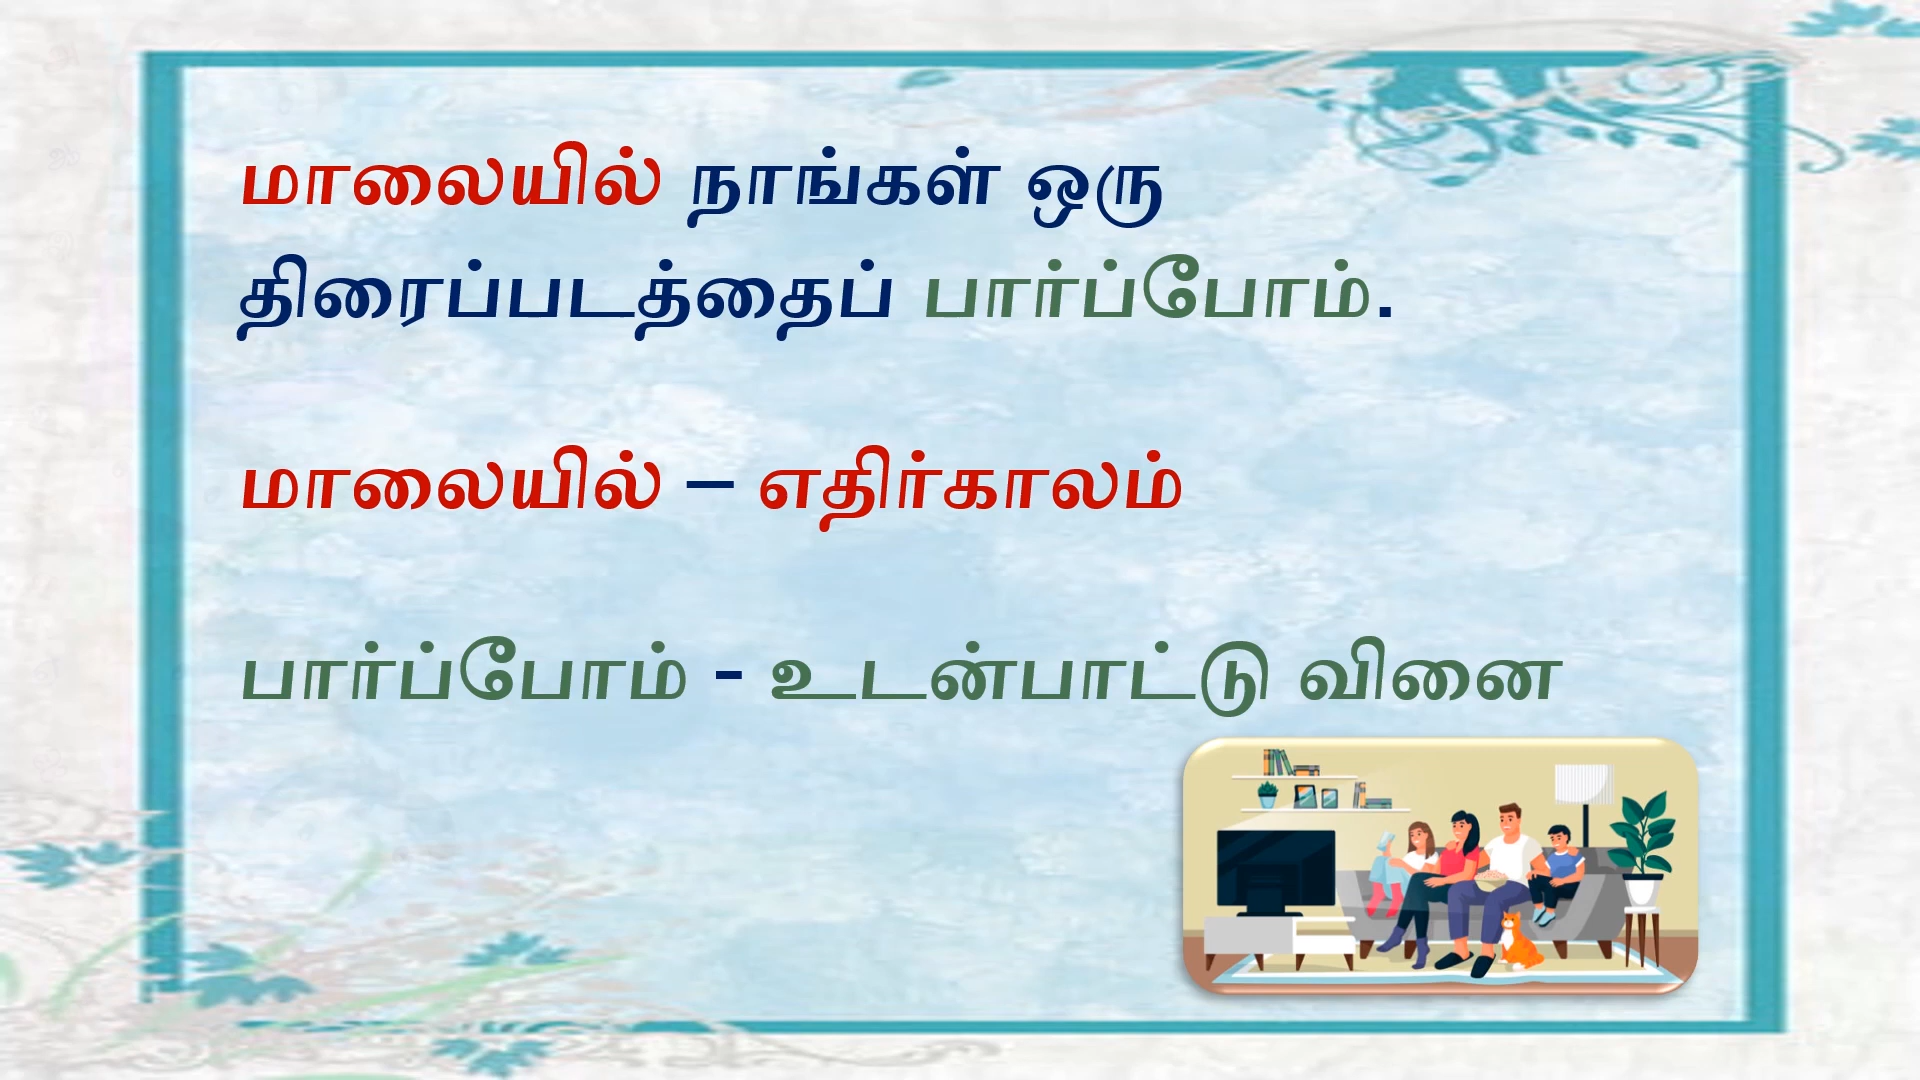 மாலையில் நாங்கள் ஒரு
திரைப்படத்தைப் பார்ப்போம்.
மாலையில் – எதிர்காலம்
பார்ப்போம் - உடன்பாட்டு வினை